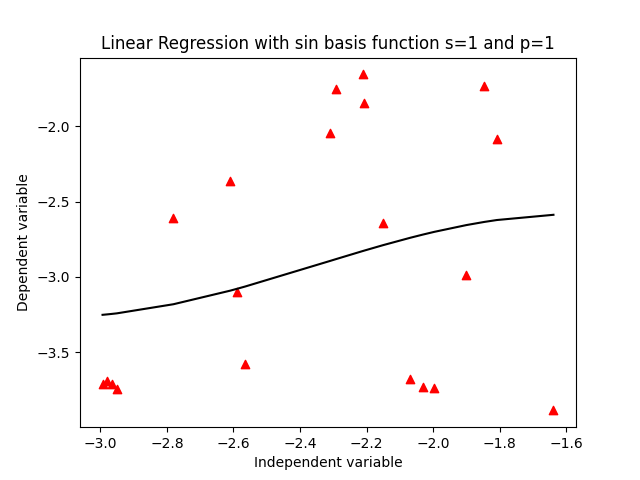 Linear Regression with sin basis function s=1 and p=1
−2.0
−2.5
−3.0
−3.5
Dependent variable
−3.0 −2.8 −2.6 −2.4 −2.2 −2.0 −1.8 −1.6
Independent variable